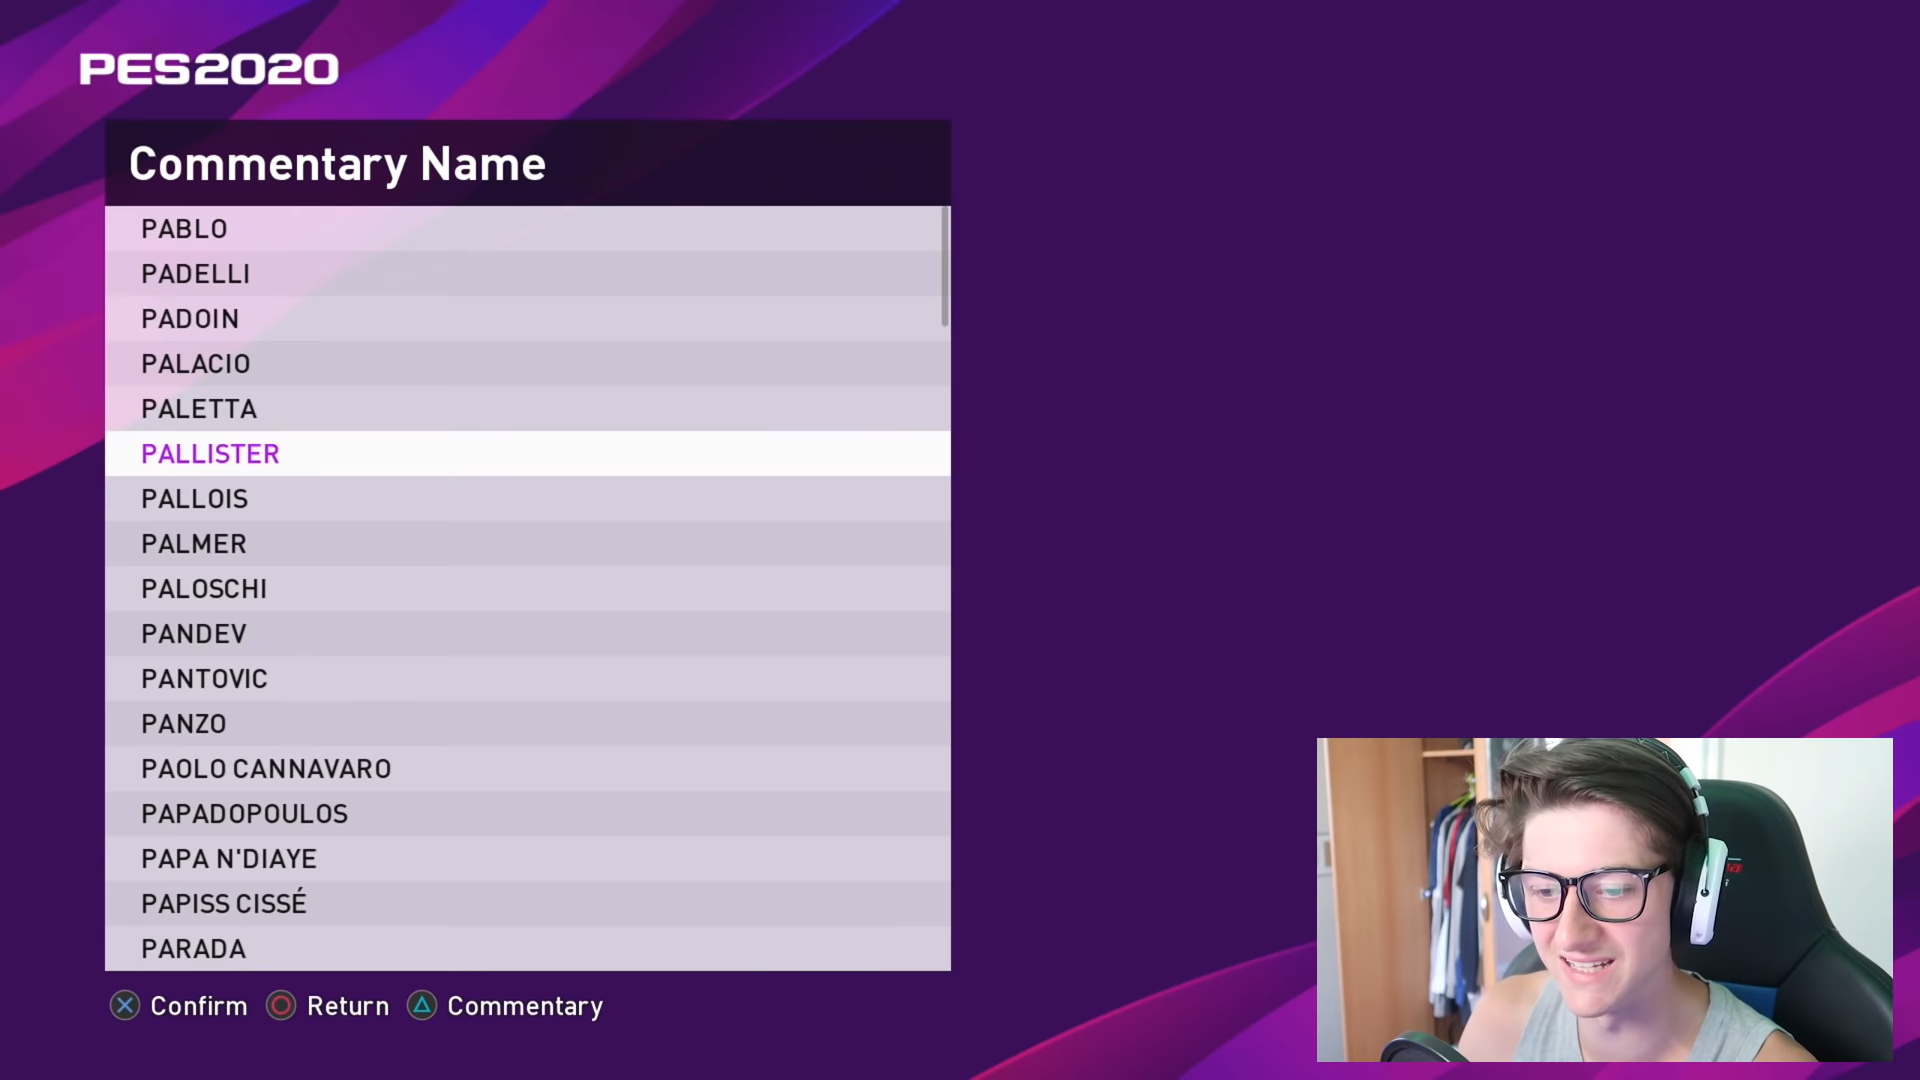 PES2020
Commentary Name
PABLO
PADELLI
PADOIN
PALACIO
PALETTA
PALLISTER
PALLOIS
PALMER
PALOSCHI
PANDEV
PANTOVIC
PANZO
PAOLO CANNAVARO
PAPADOPOULOS
PAPA N'DIAYE
PAPISS CISSÉ
PARADA
Confirm Return Commentary